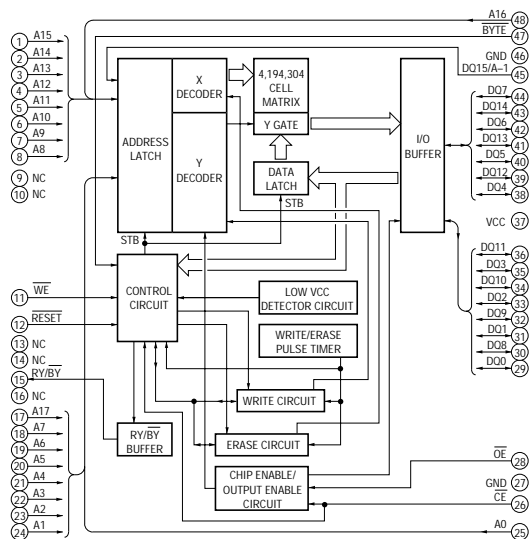 1 A15
2 A14
3 A13
4 A12
5 A11
6 A10
7 A9
8 A8
9 NC
10 NC
11 WE
12 RESET
13 NC
14 NC
15 RY/BY
16 NC
17 A17
18 A7
19 A6
20 A5
21 A4
22 A3
23 A2
24 A1
ADDRESS
LATCH
X
DECODER
Y
DECODER
4,194,304
CELL
MATRIX
Y GATE
DATA
LATCH
STB
STB
I/O
BUFFER
CONTROL
CIRCUIT
LOW VCC
DETECTOR CIRCUIT
WRITE/ERASE
PULSE TIMER
WRITE CIRCUIT
ERASE CIRCUIT
RY/BY
BUFFER
CHIP ENABLE/
OUTPUT ENABLE
CIRCUIT
A16 48
BYTE 47
GND 46
DQ15/A–1 45
DQ7 44
DQ14 43
DQ6 42
DQ13 41
DQ5 40
DQ12 39
DQ4 38
VCC 37
DQ11 36
DQ3 35
DQ10 34
DQ2 33
DQ9 32
DQ1 31
DQ8 30
DQ0 29
OE 28
GND 27
CE 26
A0 25